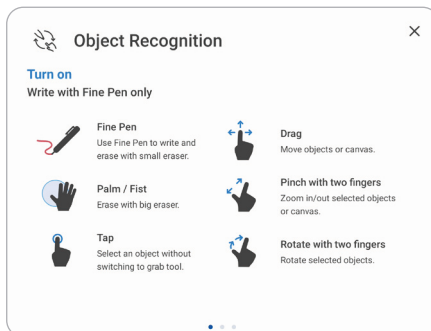 Object Recognition
Turn on
Write with Fine Pen only
Fine Pen
Use Fine Pen to write and
erase with small eraser.
Palm / Fist
Erase with big eraser.
Tap
Select an object without
switching to grab tool.
Drag
Move objects or canvas.
Pinch with two fingers
Zoom in/out selected objects
or canvas.
Rotate with two fingers
Rotate selected objects.